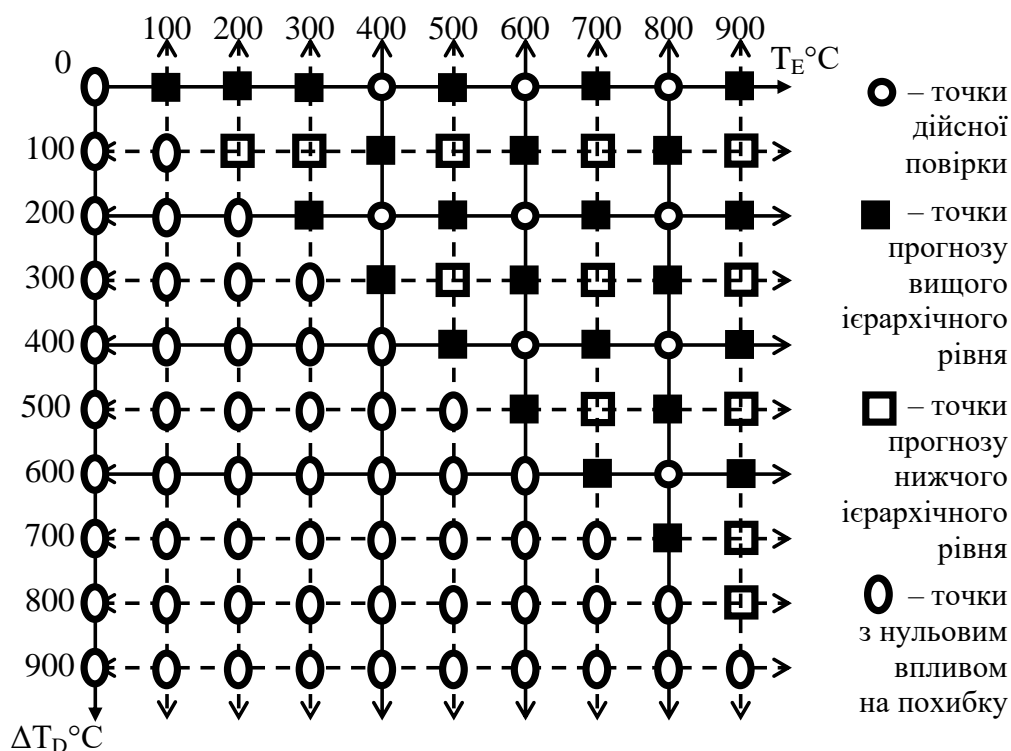 100 200 300 400 500 600 700 800 900
0
T_E°C
100
200
300
400
500
600
700
800
900
ΔT_D°C
– точки
дійсної
повірки
– точки
прогнозу
вищого
ієрархічного
рівня
– точки
прогнозу
нижчого
ієрархічного
рівня
– точки
з нульовим
впливом
на похибку